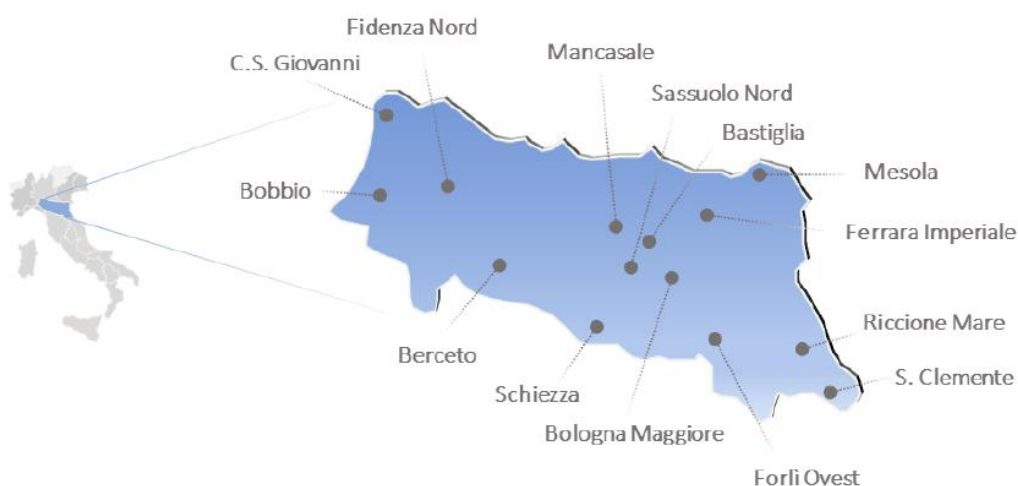 Fidenza Nord
C.S. Giovanni
Mancasale
Sassuolo Nord
Bastiglia
Mesola
Bobbio
Ferrara Imperiale
Berceto
Riccione Mare
Schiezza
S. Clemente
Bologna Maggiore
Forlì Ovest